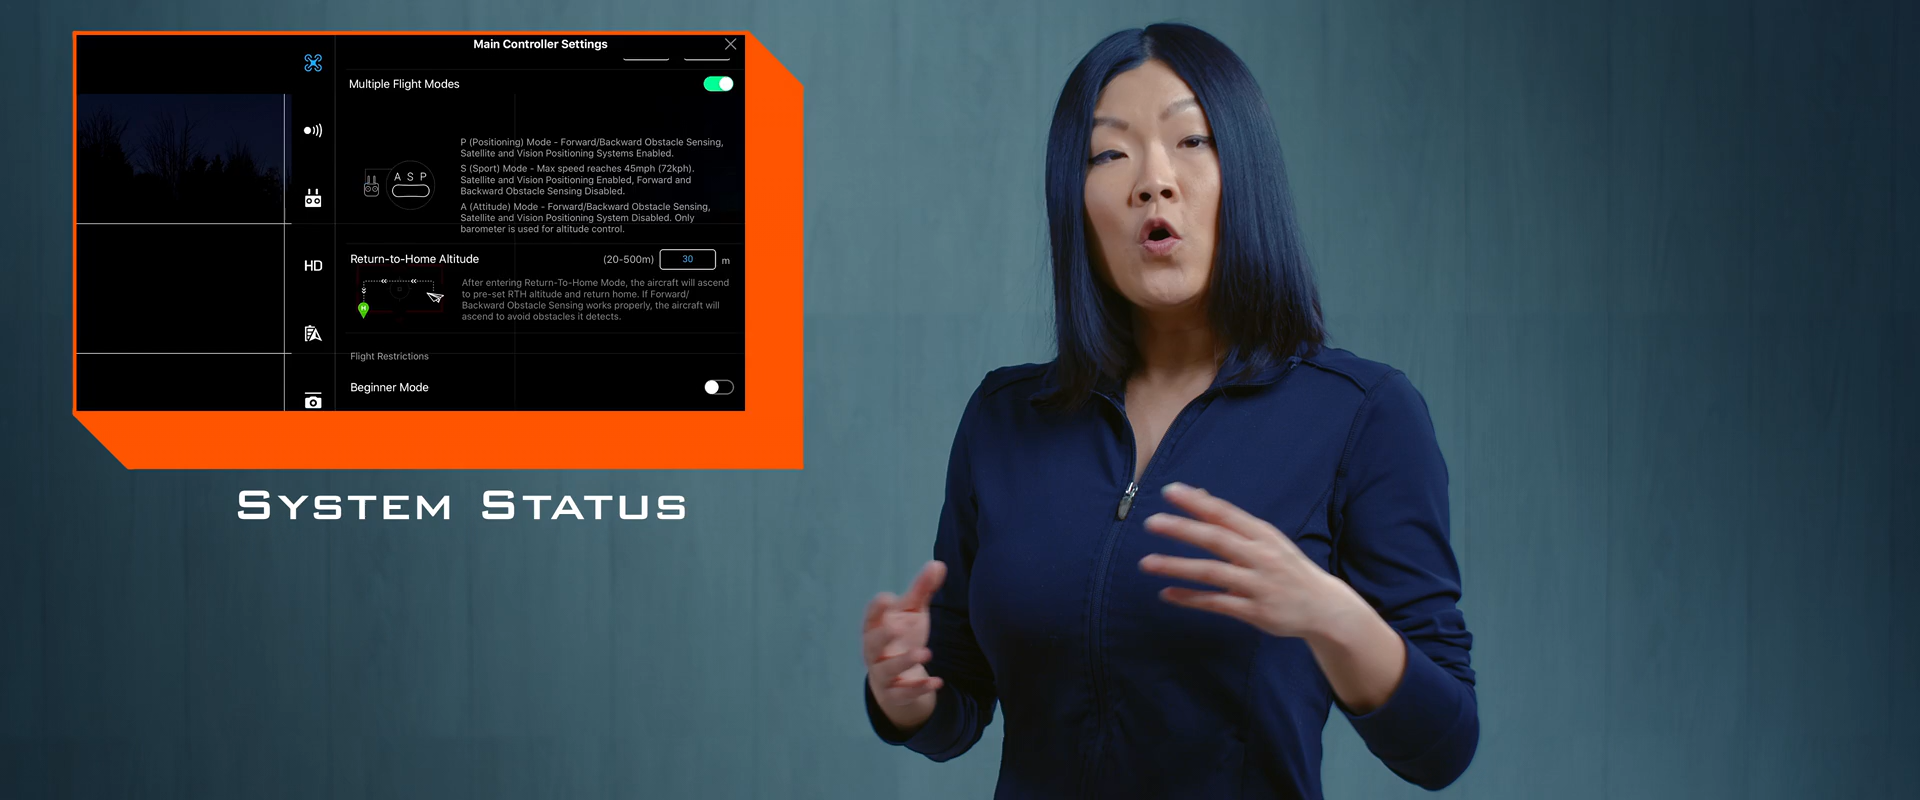 Main Controller Settings
Multiple Flight Modes
P (Positioning) Mode - Forward/Backward Obstacle Sensing,
Satellite and Vision Positioning Systems Enabled.
S (Sport) Mode - Max speed reaches 45mph (72kph).
Satellite and Vision Positioning Enabled, Forward and
Backward Obstacle Sensing Disabled.
A S P
A (Attitude) Mode - Forward/Backward Obstacle Sensing,
Satellite and Vision Positioning System Disabled. Only
barometer is used for altitude control.
Return-to-Home Altitude (20-500m) 30 m
After entering Return-To-Home Mode, the aircraft will ascend
to pre-set RTH altitude and return home. If Forward/
Backward Obstacle Sensing works properly, the aircraft will
ascend to avoid obstacles it detects.
H
HD
Flight Restrictions
Beginner Mode
System Status